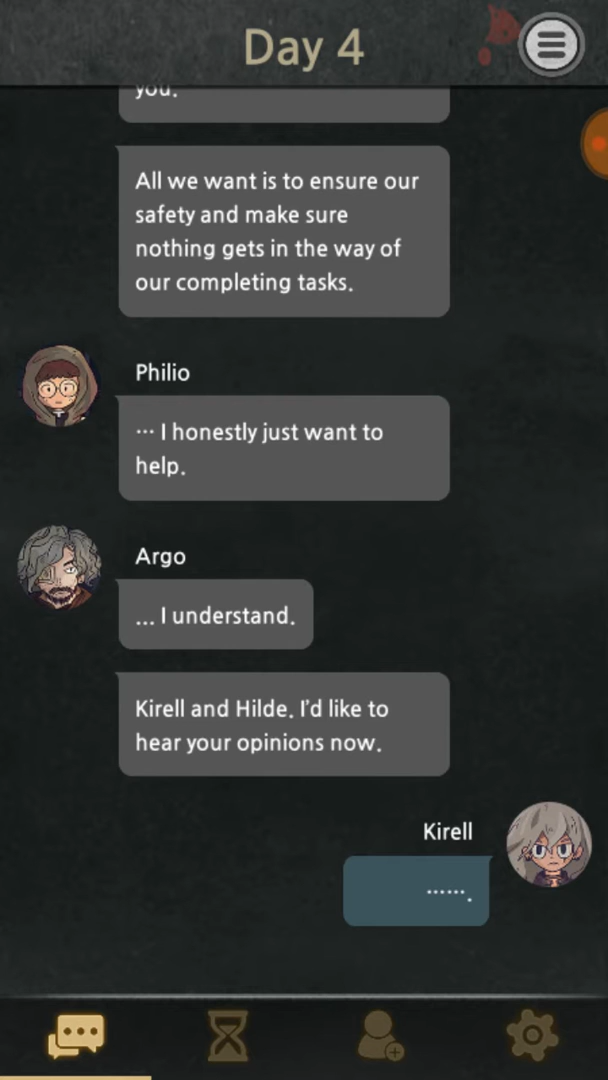 Day 4
you.
All we want is to ensure our
safety and make sure
nothing gets in the way of
our completing tasks.
Philio
··· I honestly just want to
help.
Argo
... I understand.
Kirell and Hilde. I'd like to
hear your opinions now.
Kirell
·······.